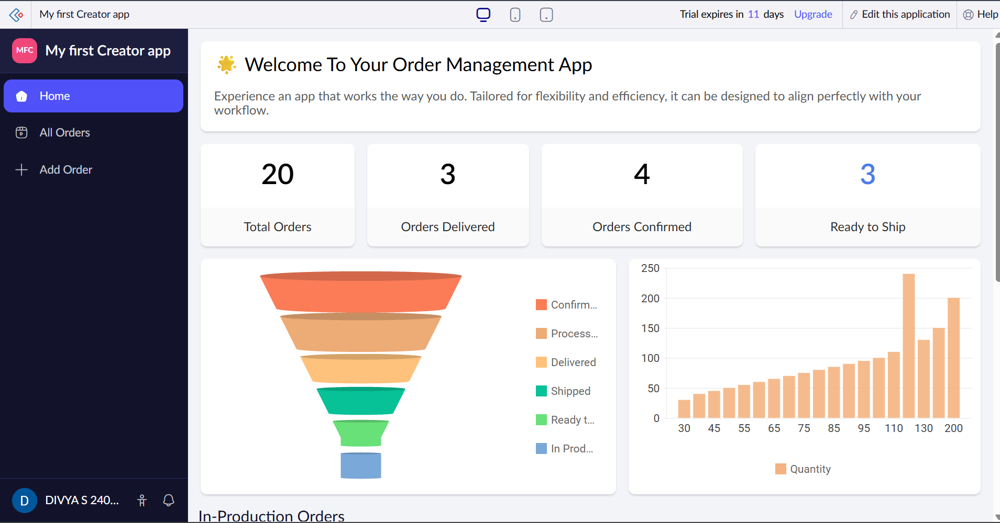 My first Creator app
Trial expires in 11 days Upgrade
Edit this application
Help
MFC My first Creator app
Home
All Orders
Add Order
DIVYA S 240...
D
Welcome To Your Order Management App
Experience an app that works the way you do. Tailored for flexibility and efficiency, it can be designed to align perfectly with your
workflow.
20
Total Orders
3
Orders Delivered
4
Orders Confirmed
3
Ready to Ship
Confirm...
Process...
Delivered
Shipped
Ready t...
In Prod...
250
200
150
100
50
0
30 45 55 65 75 85 95 110 130 200
Quantity
In-Production Orders